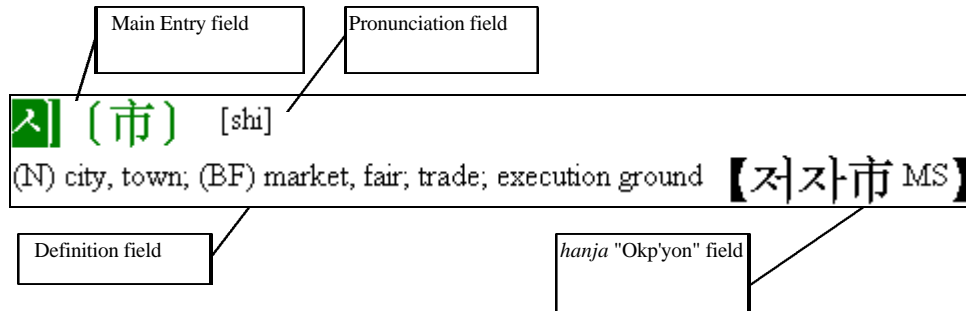 Main Entry field
Pronunciation field
시 (市) [shi]
(N) city, town; (BF) market, fair; trade; execution ground 【저자市 MS】
Definition field
hanja "Okp'yon" field